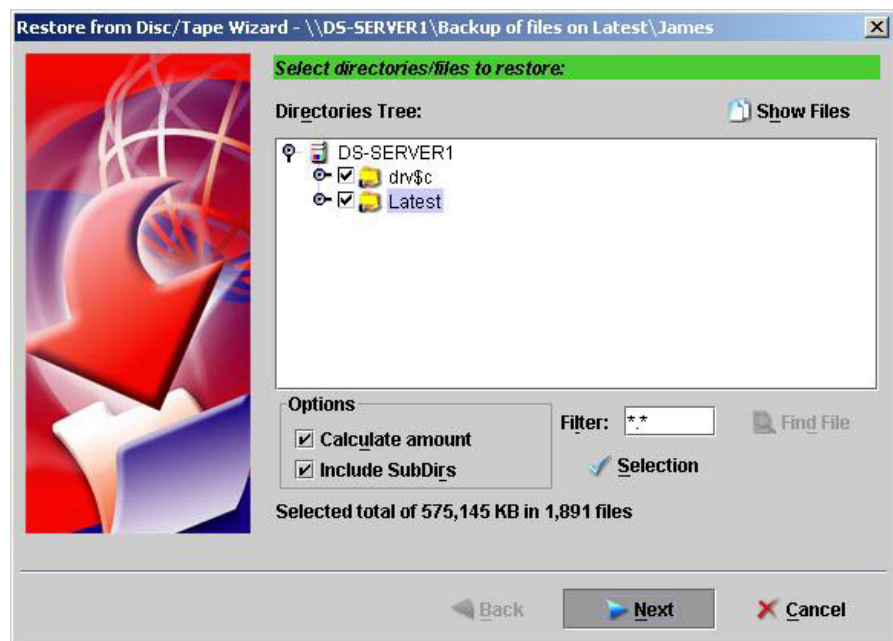 Restore from Disc/Tape Wizard - \\DS-SERVER1\Backup of files on Latest\James
Select directories/files to restore:
Directories Tree:
Show Files
DS-SERVER1
drv$c
Latest
Options
Calculate amount
Include SubDirs
Filter: *.*
Find File
Selection
Selected total of 575,145 KB in 1,891 files
Back
Next
Cancel